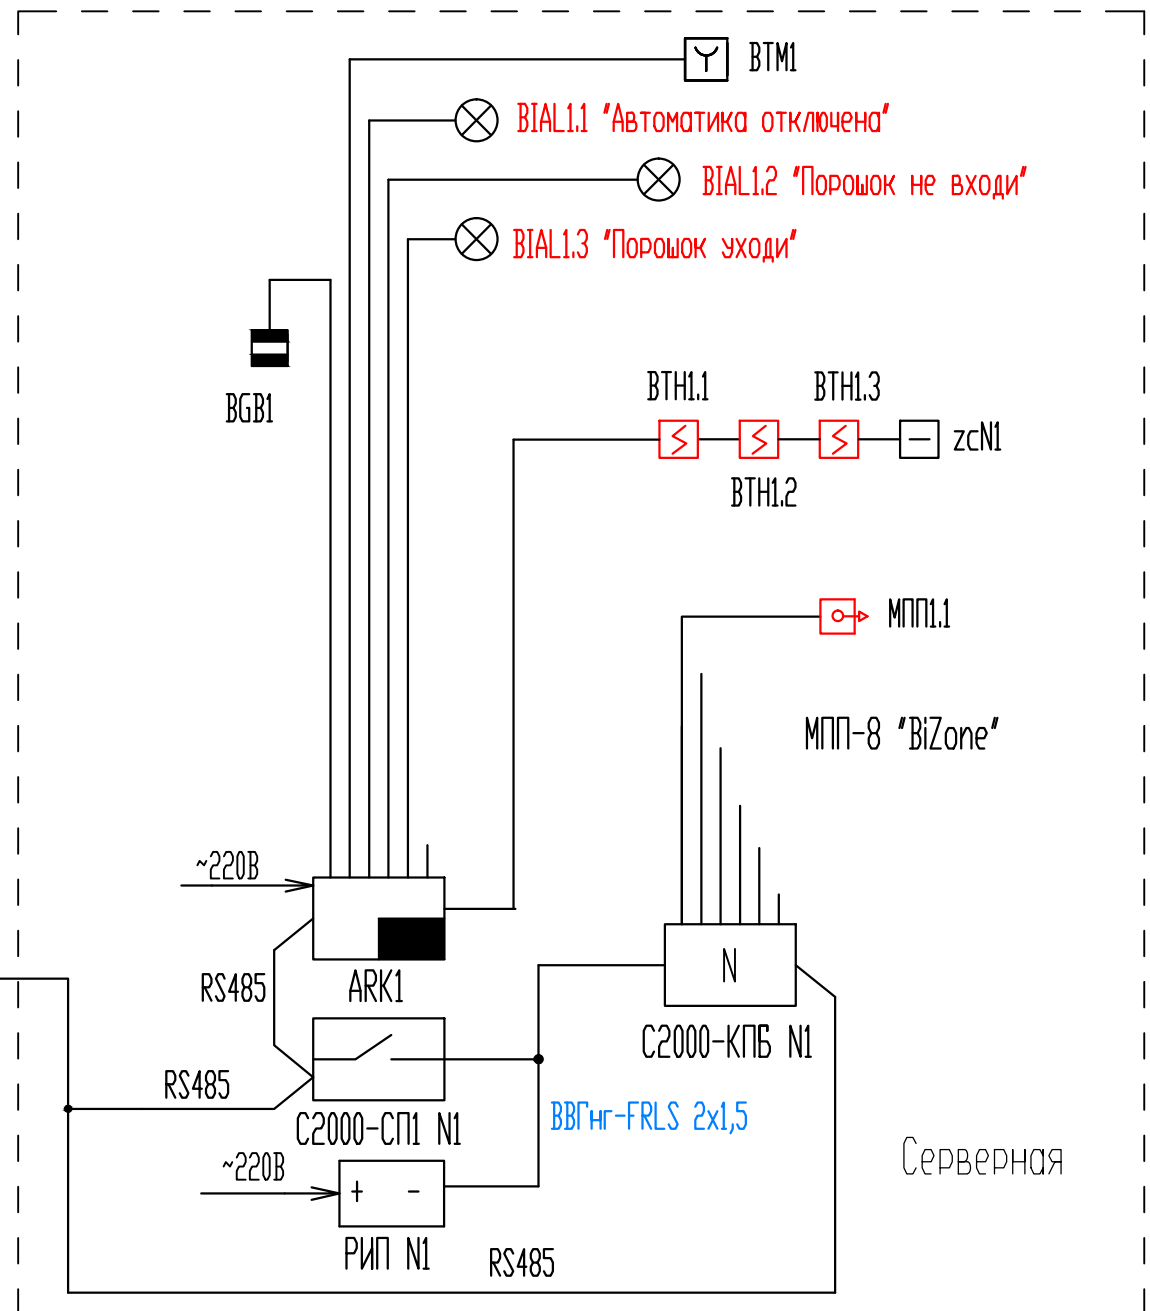 BTM1
BIAL1.1 "Автоматика отключена"
BIAL1.2 "Порошок не входи"
BIAL1.3 "Порошок уходи"
BGB1
BTH1.1
BTH1.3
zcN1
BTH1.2
МПП1.1
МПП-8 "BiZone"
~220В
RS485
ARK1
N
С2000-КПБ N1
RS485
С2000-СП1 N1
ВВГнг-FRLS 2x1,5
Серверная
~220В
+ -
РИП N1
RS485